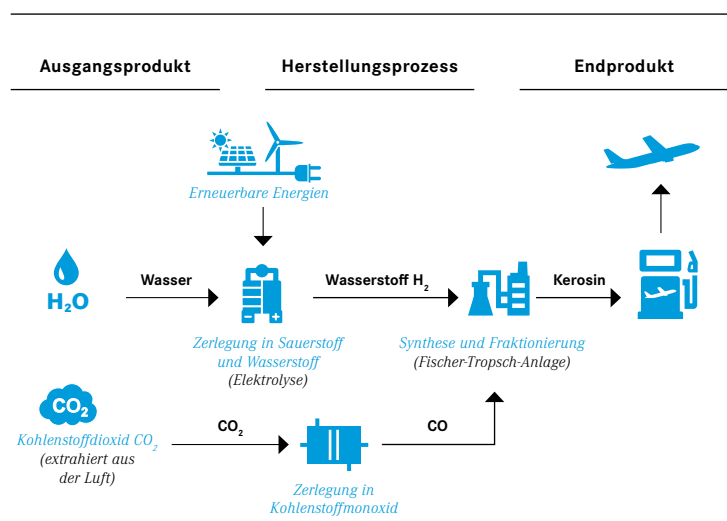 Ausgangsprodukt
Herstellungsprozess
Endprodukt
Erneuerbare Energien
H₂O
Wasser
Wasserstoff H₂
Kerosin
Zerlegung in Sauerstoff
und Wasserstoff
(Elektrolyse)
Synthese und Fraktionierung
(Fischer-Tropsch-Anlage)
CO₂
Kohlenstoffdioxid CO₂
(extrahiert aus
der Luft)
CO₂
CO
Zerlegung in
Kohlenstoffmonoxid